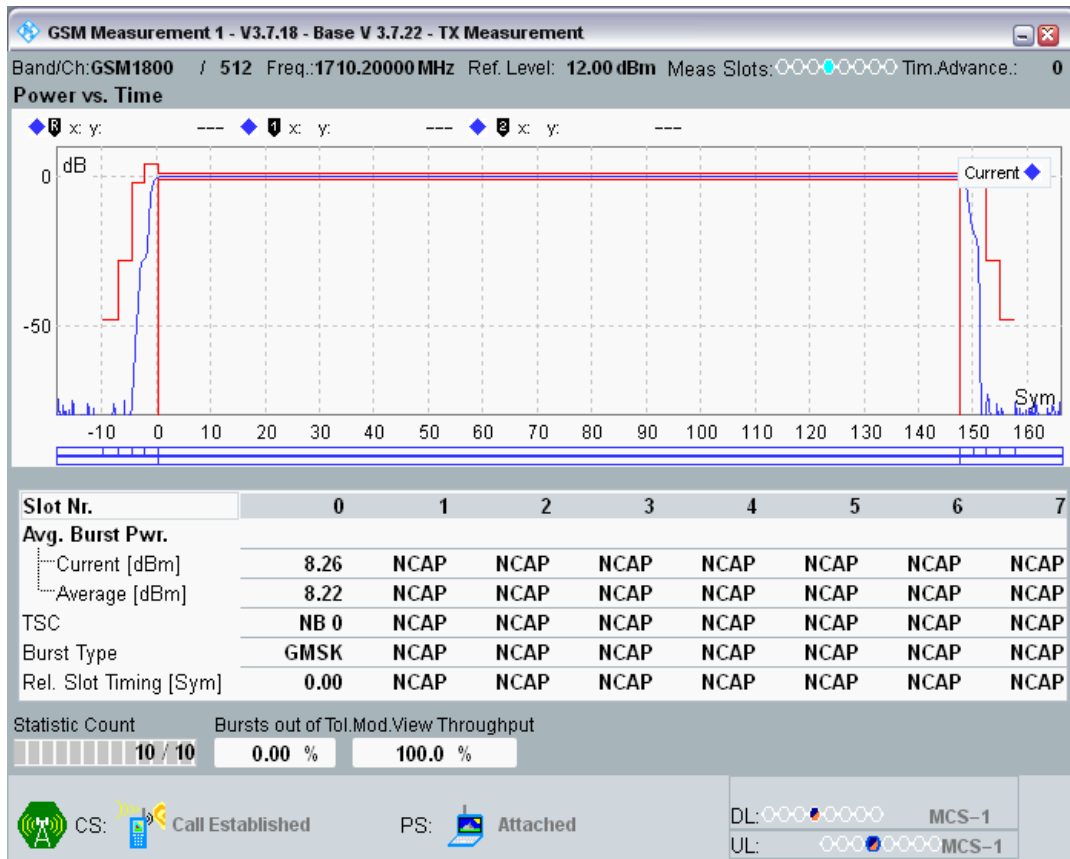 GSM Measurement 1 - V3.7.18 - Base V 3.7.22 - TX Measurement
Band/Ch:GSM1800 / 512 Freq.:1710.20000 MHz Ref. Level: 12.00 dBm Meas Slots: Tim.Advance.: 0
Power vs. Time
R x: y: --- 1 x: y: --- 2 x: y: ---
dB
Current
0
-50
Sym
-10 0 10 20 30 40 50 60 70 80 90 100 110 120 130 140 150 160
Slot Nr. 0 1 2 3 4 5 6 7
Avg. Burst Pwr.
Current [dBm] 8.26 NCAP NCAP NCAP NCAP NCAP NCAP NCAP
Average [dBm] 8.22 NCAP NCAP NCAP NCAP NCAP NCAP NCAP
TSC NB 0 NCAP NCAP NCAP NCAP NCAP NCAP NCAP
Burst Type GMSK NCAP NCAP NCAP NCAP NCAP NCAP NCAP
Rel. Slot Timing [Sym] 0.00 NCAP NCAP NCAP NCAP NCAP NCAP NCAP
Statistic Count Bursts out of Tol.Mod.View Throughput
10 / 10 0.00 % 100.0 %
CS: Call Established PS: Attached
DL: MCS-1
UL: MCS-1